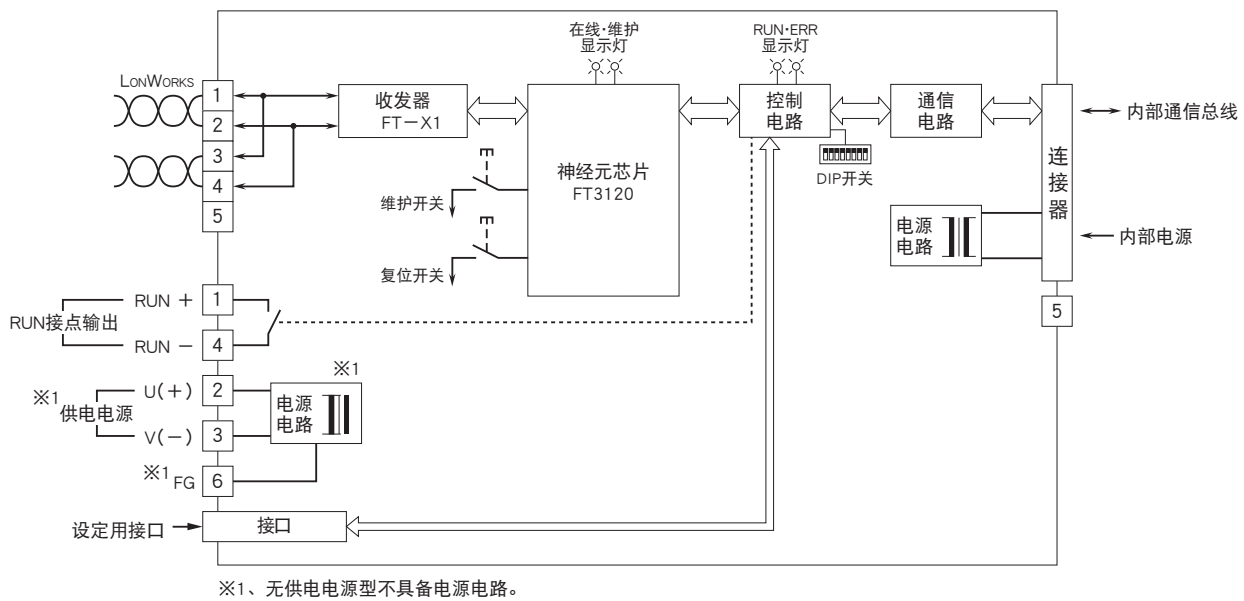 在线·维护
显示灯
RUN·ERR
显示灯
LONWORKS
1
2
3
4
5
收发器
FT－X1
神经元芯片
FT3120
控制
电路
通信
电路
DIP开关
连接器
内部通信总线
内部电源
电源
电路
5
维护开关
复位开关
RUN接点输出
RUN ＋
1
RUN －
4
※1供电电源
U(＋)
2
V(－)
3
※1FG
6
※1
电源
电路
设定用接口
接口
※1、无供电电源型不具备电源电路。